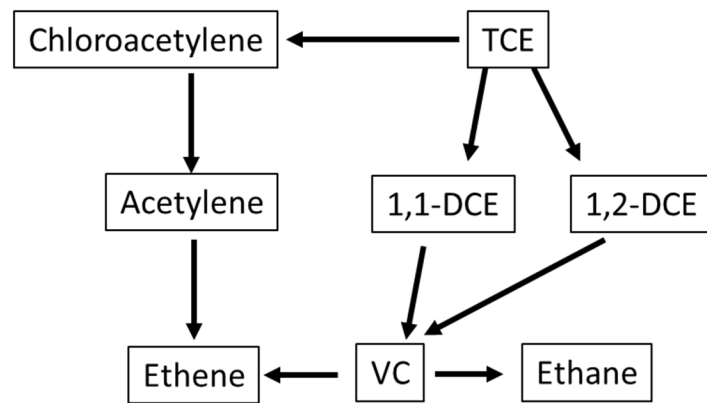 Chloroacetylene
TCE
Acetylene
1,1-DCE
1,2-DCE
Ethene
VC
Ethane